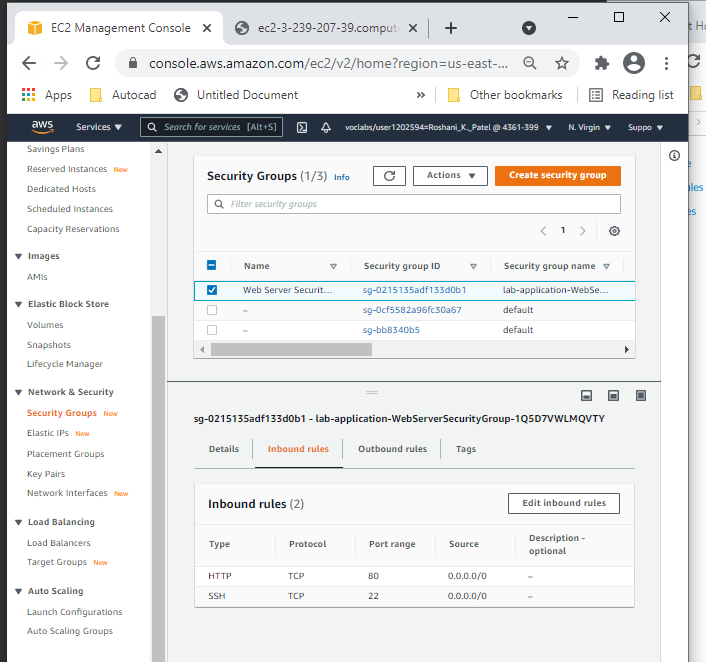 EC2 Management Console
ec2-3-239-207-39.compute
console.aws.amazon.com/ec2/v2/home?region=us-east-...
Apps
Autocad
Untitled Document
»
Other bookmarks
Reading list
aws
Services
Search for services [Alt+S]
voclabs/user1202594=Roshani_K._Patel @ 4361-399
N. Virgin
Suppo
Savings Plans
Reserved Instances New
Dedicated Hosts
Scheduled Instances
Capacity Reservations
Images
AMIs
Elastic Block Store
Volumes
Snapshots
Lifecycle Manager
Network & Security
Security Groups New
Elastic IPs New
Placement Groups
Key Pairs
Network Interfaces New
Load Balancing
Load Balancers
Target Groups New
Auto Scaling
Launch Configurations
Auto Scaling Groups
Security Groups (1/3) Info
Actions
Create security group
Filter security groups
1
Name Security group ID Security group name
Web Server Securit... sg-0215135adf133d0b1 lab-application-WebSe...
– sg-0cf5582a96fc30a67 default
– sg-bb8340b5 default
sg-0215135adf133d0b1 - lab-application-WebServerSecurityGroup-1Q5D7VWLMQVTY
Details Inbound rules Outbound rules Tags
Inbound rules (2)
Edit inbound rules
Type Protocol Port range Source Description -
optional
HTTP TCP 80 0.0.0.0/0 –
SSH TCP 22 0.0.0.0/0 –